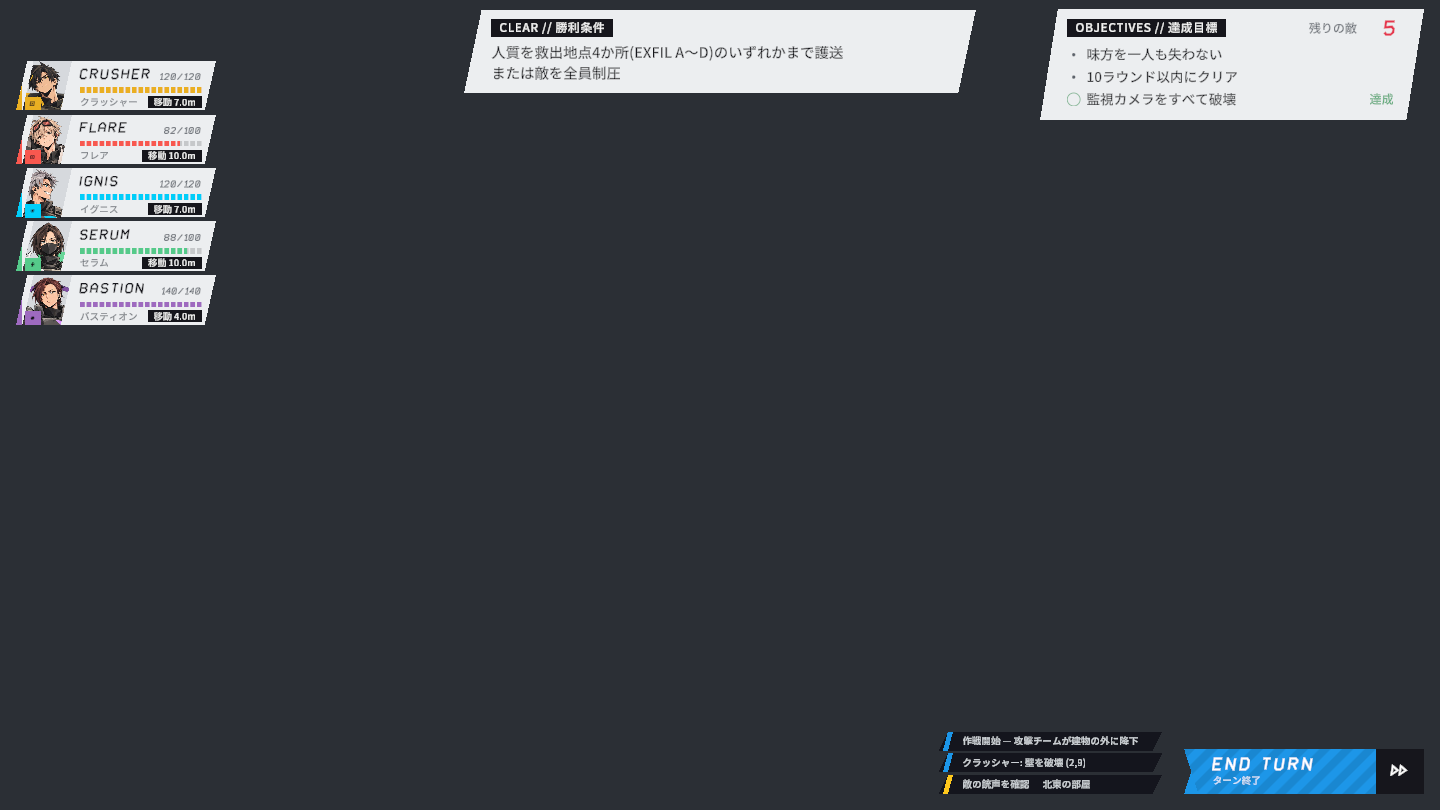 CLEAR // 勝利条件
人質を救出地点4か所(EXFIL A〜D)のいずれかまで護送
または敵を全員制圧
OBJECTIVES // 達成目標
残りの敵 5
・ 味方を一人も失わない
・ 10ラウンド以内にクリア
◯ 監視カメラをすべて破壊 達成
CRUSHER 120/120
クラッシャー 移動 7.0m
FLARE 82/100
フレア 移動 10.0m
IGNIS 120/120
イグニス 移動 7.0m
SERUM 88/100
セラム 移動 10.0m
BASTION 140/140
バスティオン 移動 4.0m
作戦開始 — 攻撃チームが建物の外に降下
クラッシャー: 壁を破壊 (2,9)
敵の銃声を確認 北東の部屋
END TURN
ターン終了